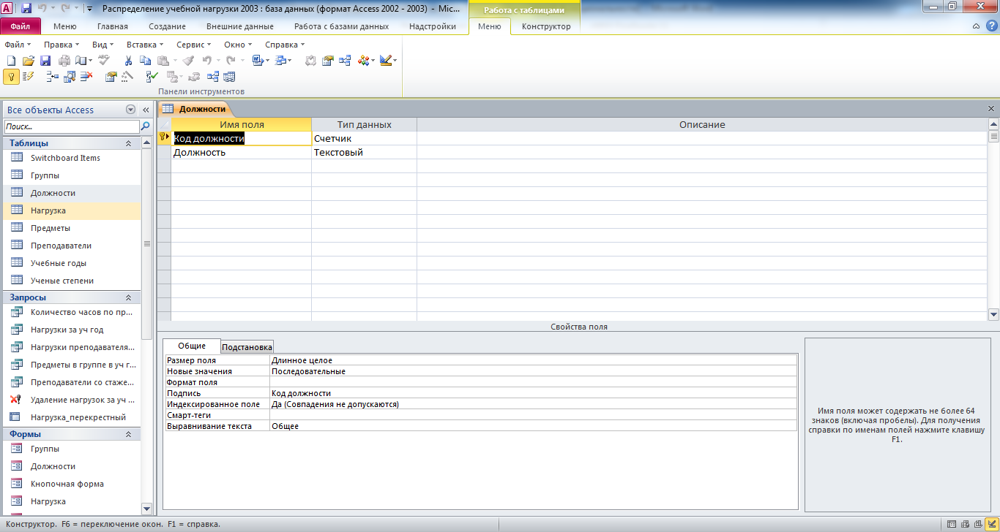 Распределение учебной нагрузки 2003 : база данных (формат Access 2002 - 2003) - Mic...
Работа с таблицами
Файл Меню Главная Создание Внешние данные Работа с базами данных Надстройки Меню Конструктор
Файл Правка Вид Вставка Сервис Окно Справка
Панели инструментов
Все объекты Access
Поиск...
Таблицы
Switchboard Items
Группы
Должности
Нагрузка
Предметы
Преподаватели
Учебные годы
Ученые степени
Запросы
Количество часов по пр...
Нагрузки за уч год
Нагрузки преподавателя...
Предметы в группе в уч г...
Преподаватели со стаже...
Удаление нагрузок за уч ...
Нагрузка_перекрестный
Формы
Группы
Должности
Кнопочная форма
Нагрузка
Должности
Имя поля Тип данных Описание
Код должности Счетчик
Должность Текстовый
Свойства поля
Общие Подстановка
Размер поля Длинное целое
Новые значения Последовательные
Формат поля
Подпись Код должности
Индексированное поле Да (Совпадения не допускаются)
Смарт-теги
Выравнивание текста Общее
Имя поля может содержать не более 64
знаков (включая пробелы). Для получения
справки по именам полей нажмите клавишу
F1.
Конструктор. F6 = переключение окон. F1 = справка.